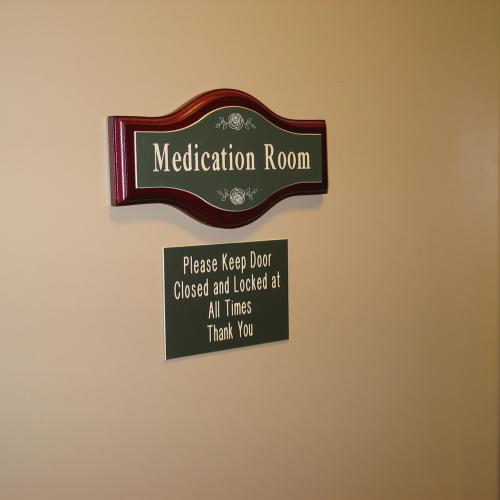 Medication Room
Please Keep Door
Closed and Locked at
All Times
Thank You